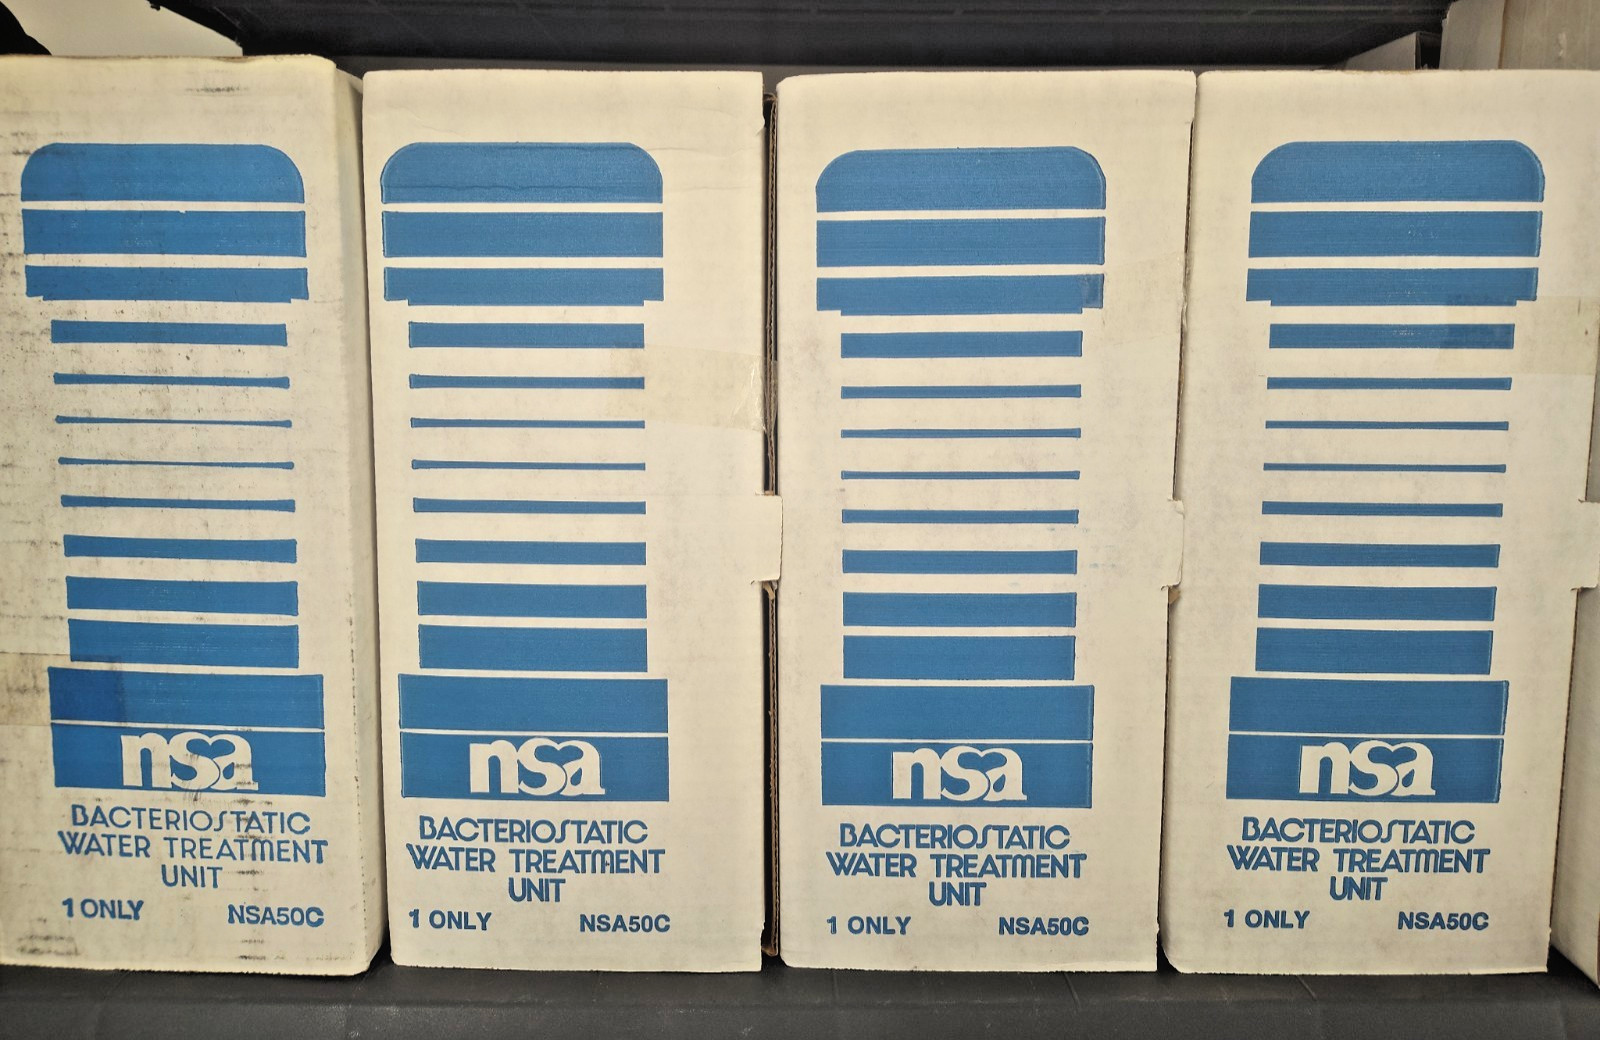 nsa
BACTERIOSTATIC
WATER TREATMENT
UNIT
1 ONLY NSA50C
nsa
BACTERIOSTATIC
WATER TREATMENT
UNIT
1 ONLY NSA50C
nsa
BACTERIOSTATIC
WATER TREATMENT
UNIT
1 ONLY NSA50C
nsa
BACTERIOSTATIC
WATER TREATMENT
UNIT
1 ONLY NSA50C